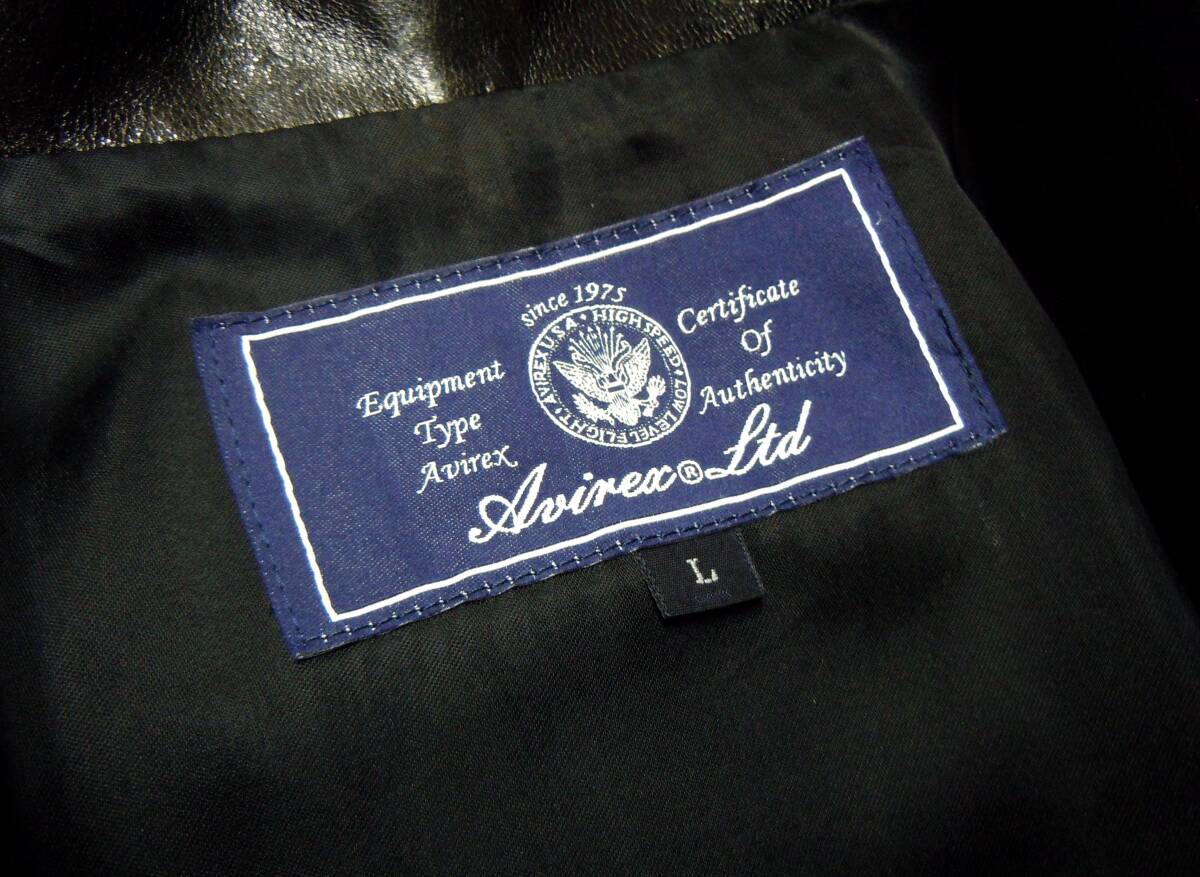 since 1975
AVIREX U.S.A • HIGH SPEED • LOW LEVEL FLIGHT •
Equipment
Type
Avirex
Certificate
Of
Authenticity
Avirex® Ltd
L